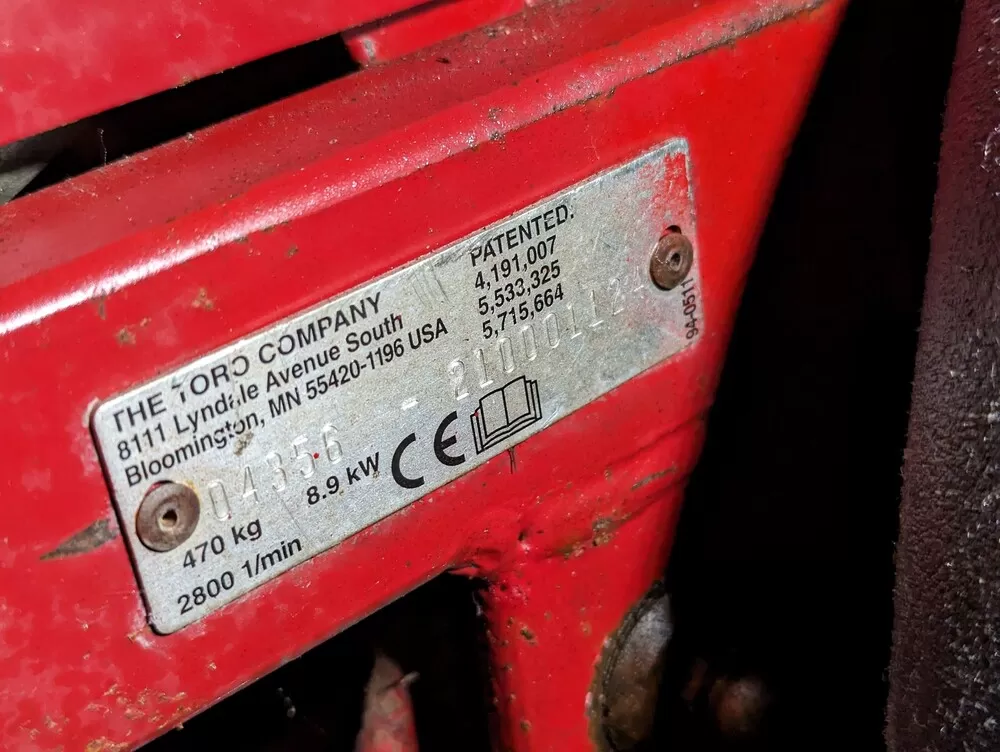 THE TORO COMPANY
8111 Lyndale Avenue South
Bloomington, MN 55420-1196 USA
PATENTED.
4,191,007
5,533,325
5,715,664
04356 -
470 kg
8.9 kW
CE
2800 1/min
94-0511